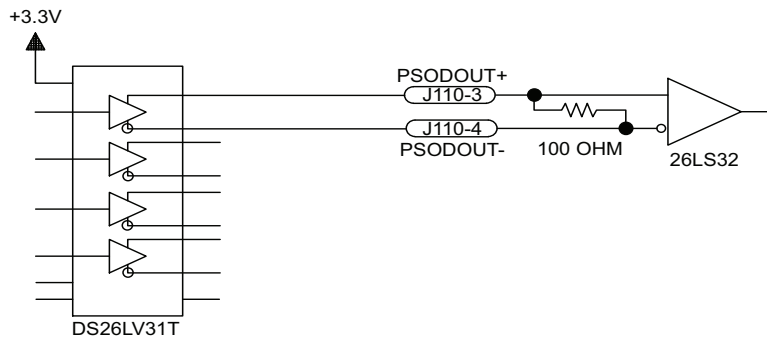 +3.3V
PSODOUT+
J110-3
J110-4
PSODOUT-
100 OHM
26LS32
DS26LV31T